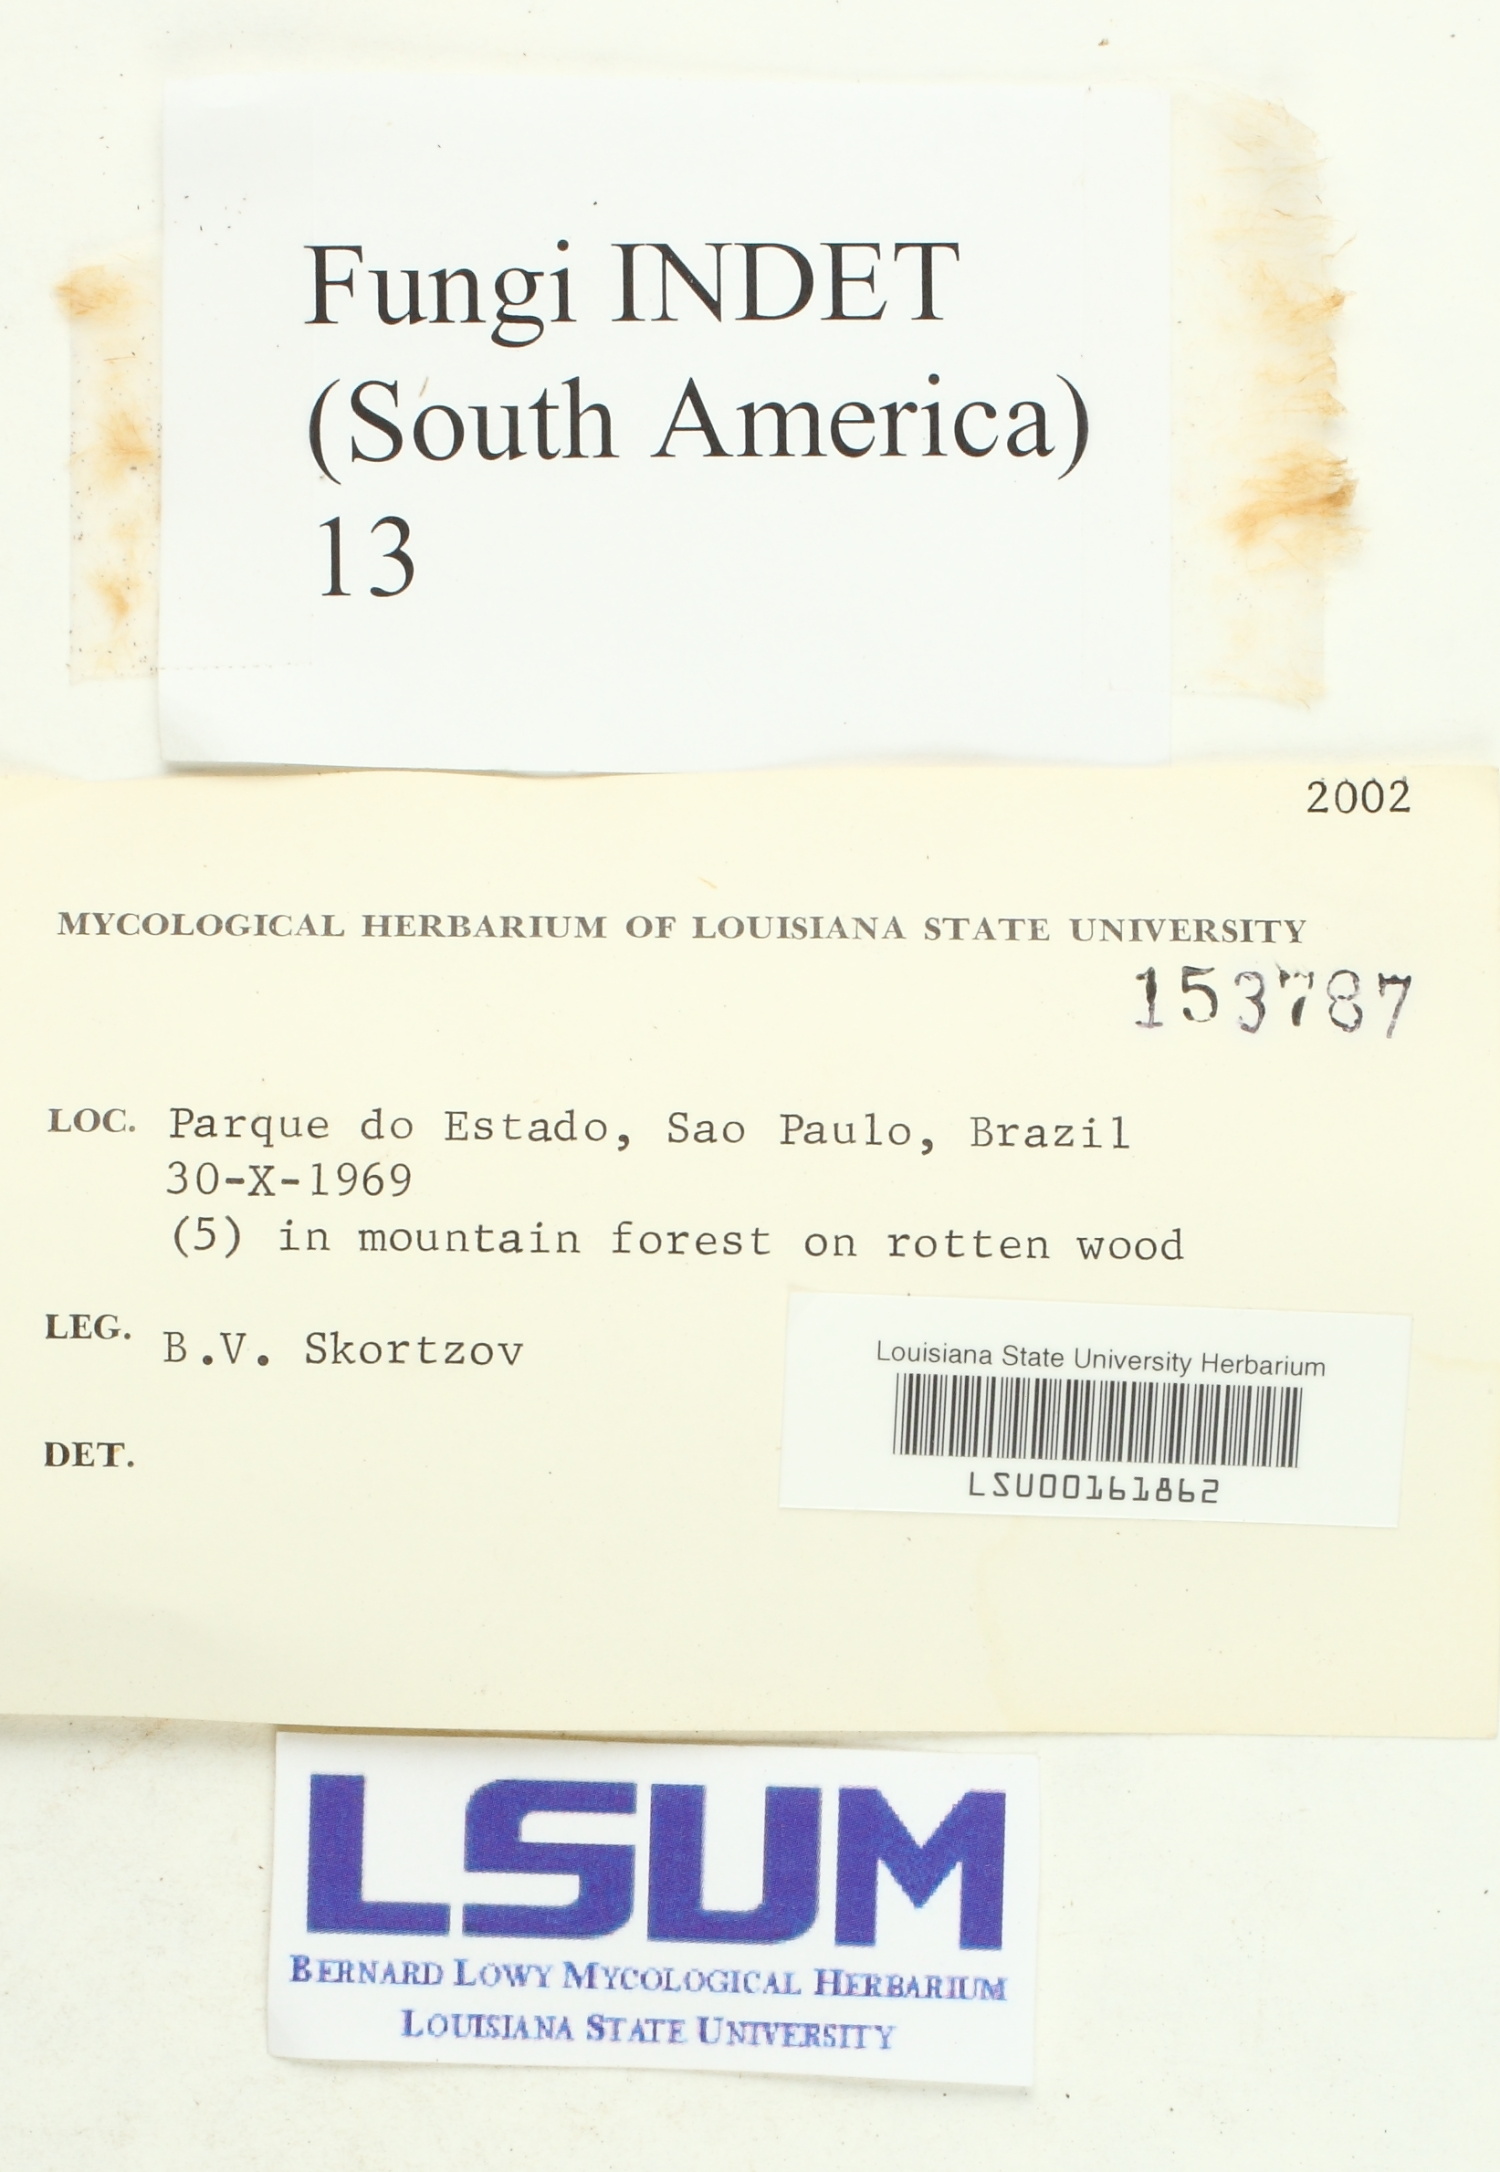 Fungi INDET
(South America)
13
2002
MYCOLOGICAL HERBARIUM OF LOUISIANA STATE UNIVERSITY
153787
LOC. Parque do Estado, Sao Paulo, Brazil
30-X-1969
(5) in mountain forest on rotten wood
LEG. B.V. Skortzov
Louisiana State University Herbarium
LSU00161862
DET.
LSUM
BERNARD LOWY MYCOLOGICAL HERBARIUM
LOUISIANA STATE UNIVERSITY